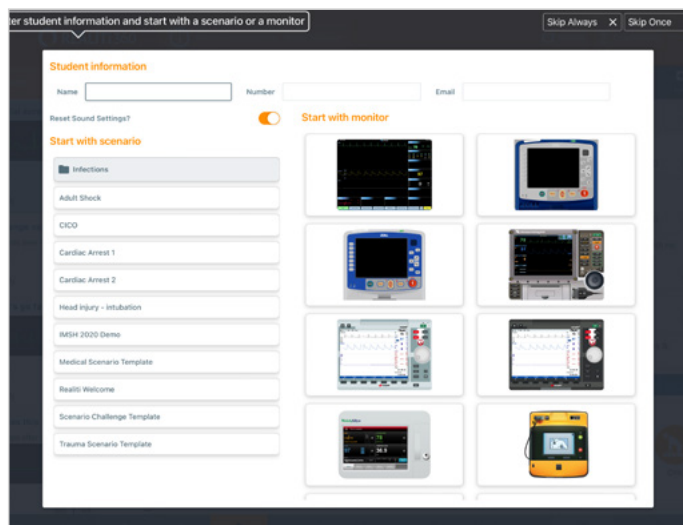 er student information and start with a scenario or a monitor
Skip Always X Skip Once
Student information
Name
Number
Email
Reset Sound Settings?
Start with monitor
Start with scenario
Infections
Adult Shock
CICO
Cardiac Arrest 1
Cardiac Arrest 2
Head injury - intubation
IMSH 2020 Demo
Medical Scenario Template
Realiti Welcome
Scenario Challenge Template
Trauma Scenario Template